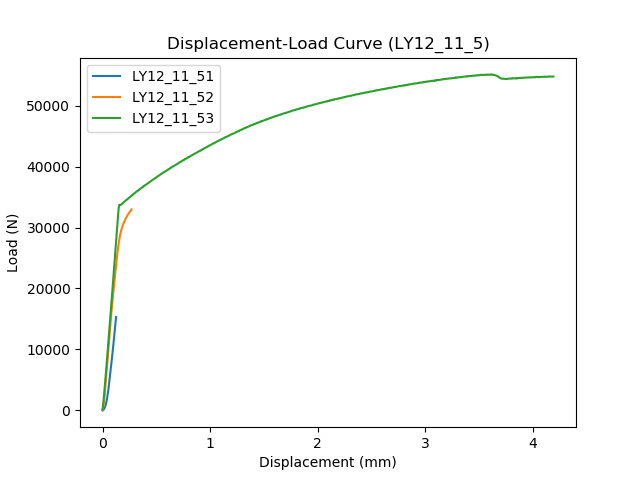 Displacement-Load Curve (LY12_11_5)
LY12_11_51
LY12_11_52
LY12_11_53
50000
40000
30000
20000
10000
0
Load (N)
0 1 2 3 4
Displacement (mm)